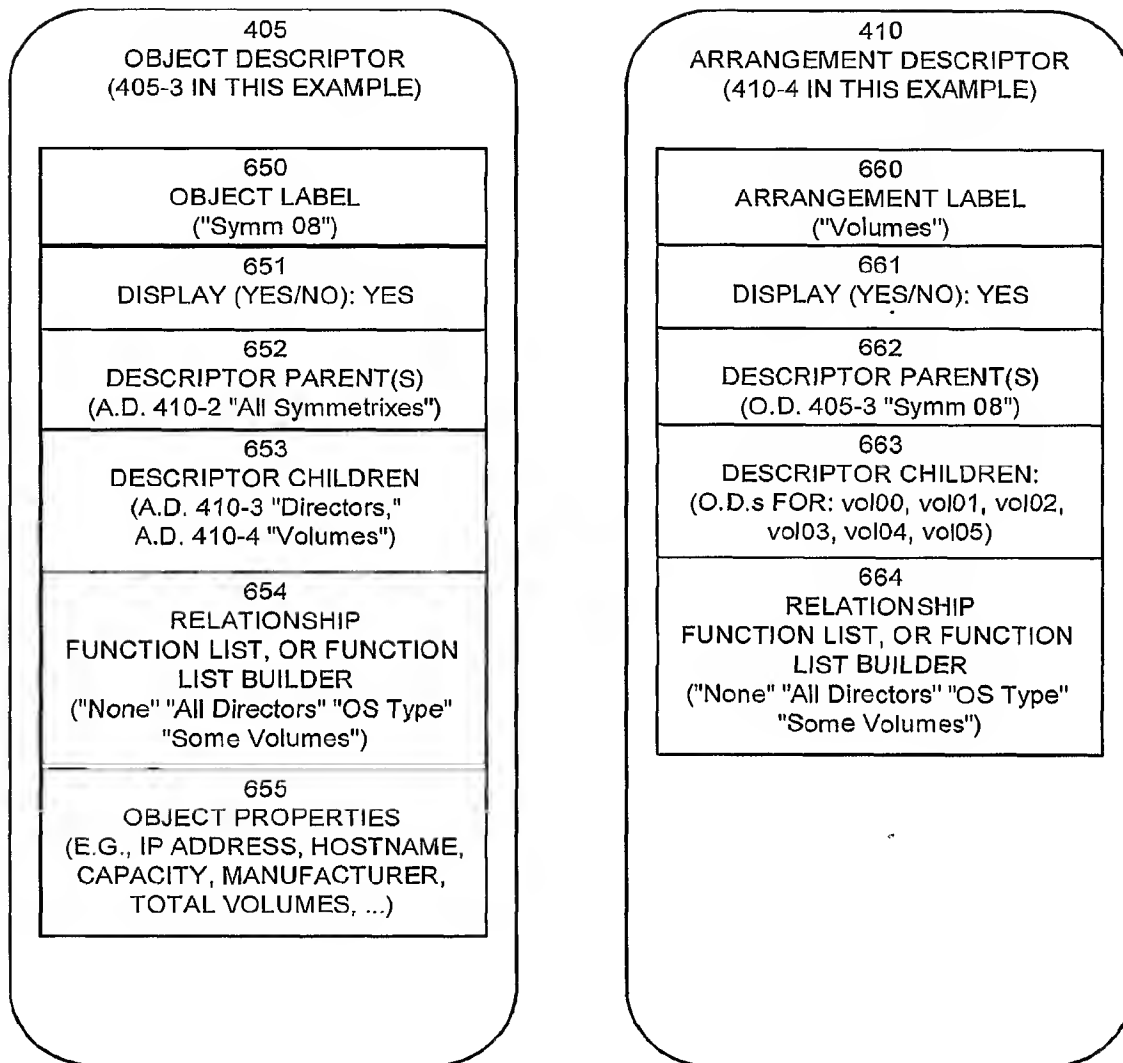 405
OBJECT DESCRIPTOR
(405-3 IN THIS EXAMPLE)
650
OBJECT LABEL
("Symm 08")
651
DISPLAY (YES/NO): YES
652
DESCRIPTOR PARENT(S)
(A.D. 410-2 "All Symmetrixes")
653
DESCRIPTOR CHILDREN
(A.D. 410-3 "Directors,"
A.D. 410-4 "Volumes")
654
RELATIONSHIP
FUNCTION LIST, OR FUNCTION
LIST BUILDER
("None" "All Directors" "OS Type"
"Some Volumes")
655
OBJECT PROPERTIES
(E.G., IP ADDRESS, HOSTNAME,
CAPACITY, MANUFACTURER,
TOTAL VOLUMES, ...)
410
ARRANGEMENT DESCRIPTOR
(410-4 IN THIS EXAMPLE)
660
ARRANGEMENT LABEL
("Volumes")
661
DISPLAY (YES/NO): YES
662
DESCRIPTOR PARENT(S)
(O.D. 405-3 "Symm 08")
663
DESCRIPTOR CHILDREN:
(O.D.s FOR: vol00, vol01, vol02,
vol03, vol04, vol05)
664
RELATIONSHIP
FUNCTION LIST, OR FUNCTION
LIST BUILDER
("None" "All Directors" "OS Type"
"Some Volumes")